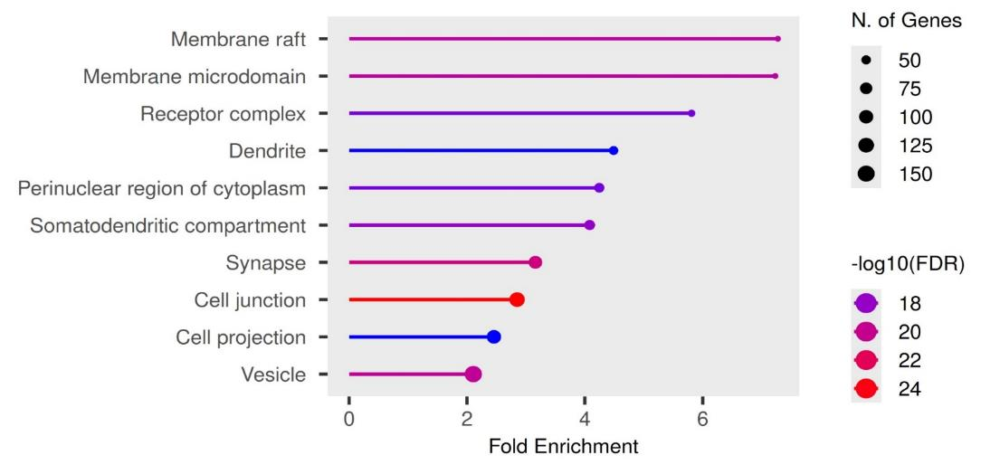 Membrane raft
Membrane microdomain
Receptor complex
Dendrite
Perinuclear region of cytoplasm
Somatodendritic compartment
Synapse
Cell junction
Cell projection
Vesicle
0 2 4 6
Fold Enrichment
N. of Genes
50
75
100
125
150
-log10(FDR)
18
20
22
24